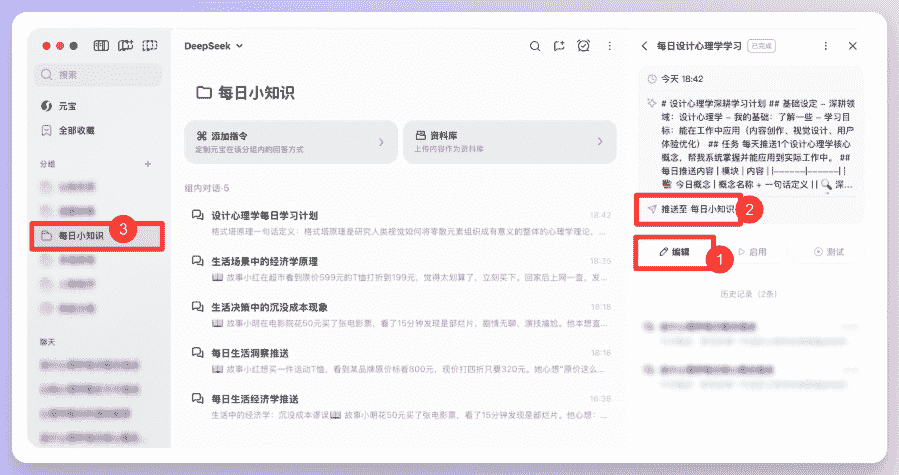 搜索
元宝
全部收藏
分组
+
每日小知识
3
聊天
DeepSeek
每日小知识
添加指令
定制元宝在该分组内的回答方式
资料库
上传内容作为资料库
组内对话·5
设计心理学每日学习计划
18:42
格式塔原理一句话定义：格式塔原理是研究人类视觉如何将零散元素组织成有意义的整体的心理学理论，...
生活场景中的经济学原理
18:35
故事小红在超市看到原价599元的T恤打折到199元，觉得太划算了，立刻买下。回家后上网一查，发...
生活决策中的沉没成本现象
18:18
故事小明在电影院花50元买了张电影票，看了15分钟发现是部烂片，剧情无聊、演技尴尬。他本想直...
每日生活洞察推送
18:16
故事小红想买一件运动T恤，看到某品牌原价标着800元，现价打四折只要320元。她心想"原价这么...
每日生活经济学推送
16:38
生活中的经济学：沉没成本谬误 故事小明花50元买了张电影票，看了15分钟发现是部烂片。他心想：...
每日设计心理学学习
已完成
今天 18:42
# 设计心理学深耕学习计划 ## 基础设定 - 深耕领
域：设计心理学 - 我的基础：了解一些 - 学习目
标：能在工作中应用（内容创作、视觉设计、用户
体验优化） ## 任务 每天推送1个设计心理学核心
概念，帮我系统掌握并能应用到实际工作中。 ##
每日推送内容 | 模块 | 内容 | |------|------| |
今日概念 | 概念名称 + 一句话定义 | | 深...
推送至 每日小知识
2
编辑
1
启用
测试
历史记录（2条）